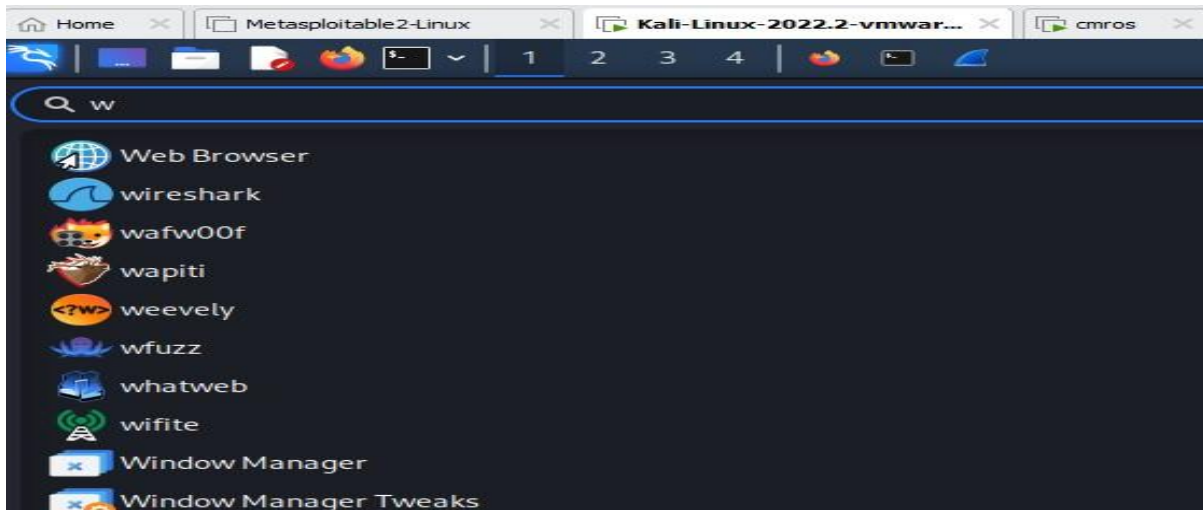 Home Metasploitable2-Linux Kali-Linux-2022.2-vmwar... cmros
$_ 1 2 3 4
w
Web Browser
wireshark
wafw00f
wapiti
<?w> weevely
wfuzz
whatweb
wifite
Window Manager
Window Manager Tweaks